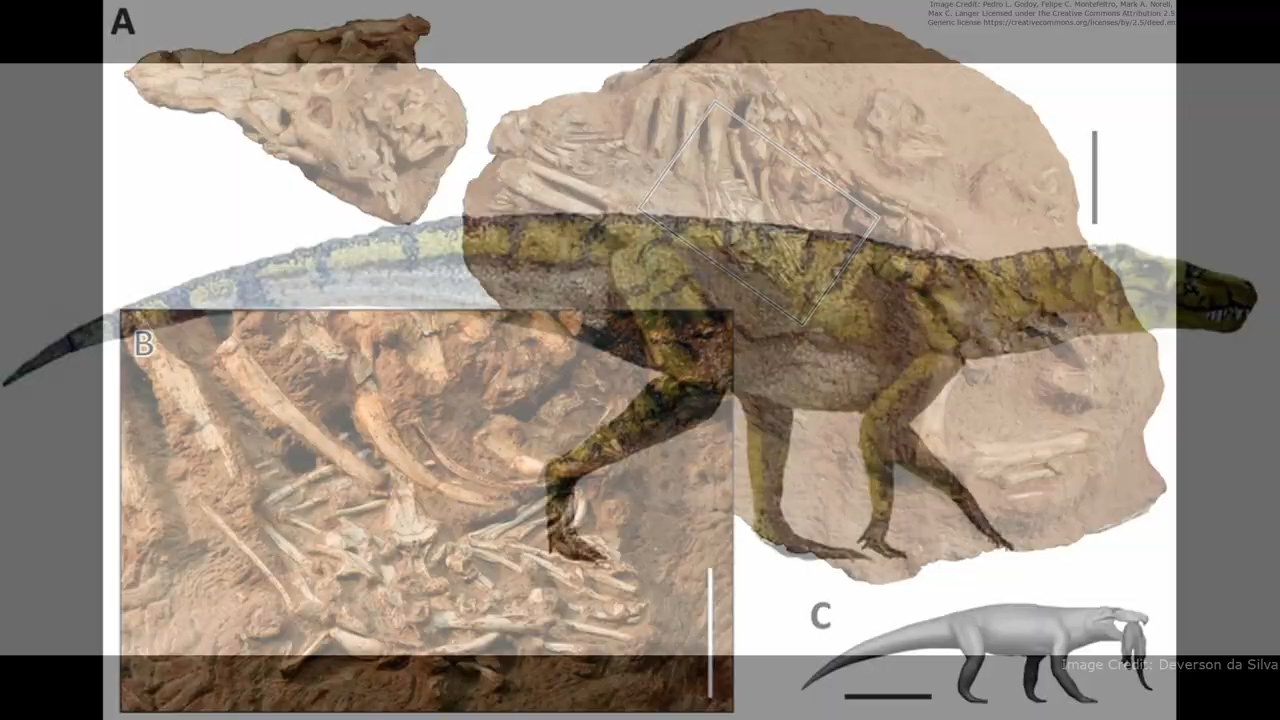 A
Image Credit: Pedro L. Godoy, Felipe C. Montefeltro, Mark A. Norell,
Max C. Langer Licensed under the Creative Commons Attribution 2.5
Generic license https://creativecommons.org/licenses/by/2.5/deed.en
B
C
Image Credit: Deverson da Silva